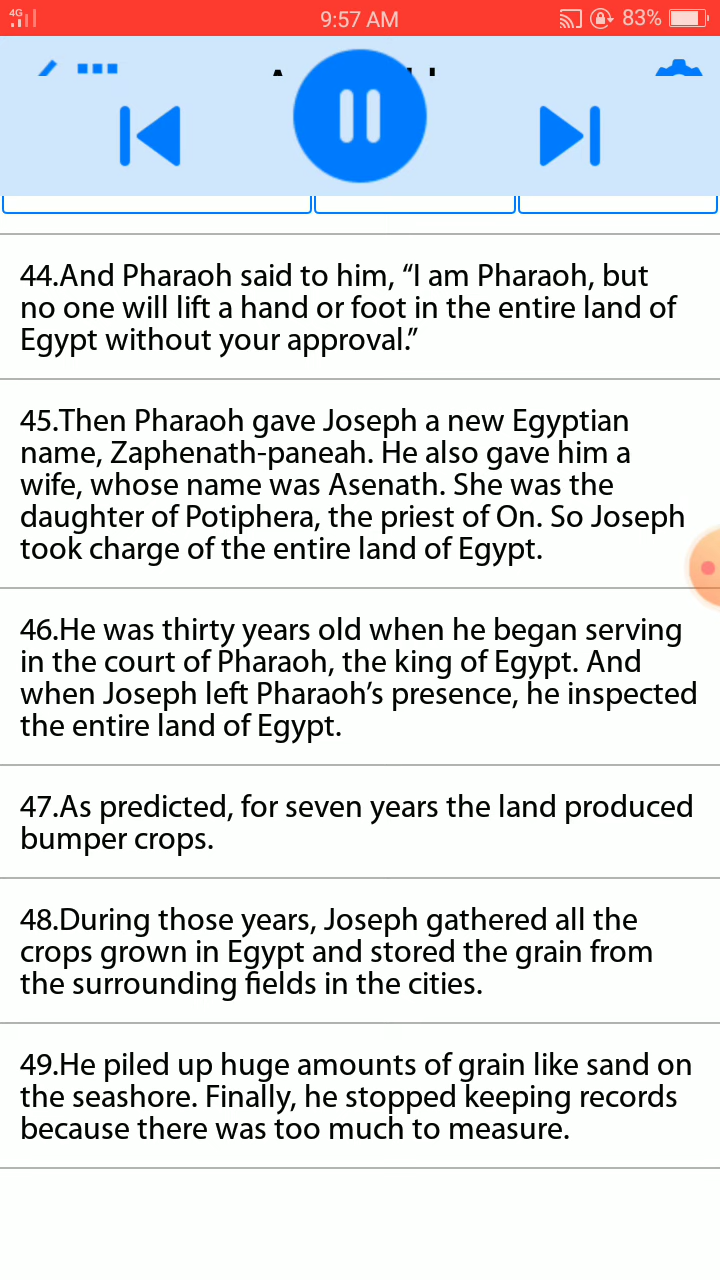 4G
9:57 AM
83%
44.And Pharaoh said to him, “I am Pharaoh, but
no one will lift a hand or foot in the entire land of
Egypt without your approval.”
45.Then Pharaoh gave Joseph a new Egyptian
name, Zaphenath-paneah. He also gave him a
wife, whose name was Asenath. She was the
daughter of Potiphera, the priest of On. So Joseph
took charge of the entire land of Egypt.
46.He was thirty years old when he began serving
in the court of Pharaoh, the king of Egypt. And
when Joseph left Pharaoh’s presence, he inspected
the entire land of Egypt.
47.As predicted, for seven years the land produced
bumper crops.
48.During those years, Joseph gathered all the
crops grown in Egypt and stored the grain from
the surrounding fields in the cities.
49.He piled up huge amounts of grain like sand on
the seashore. Finally, he stopped keeping records
because there was too much to measure.